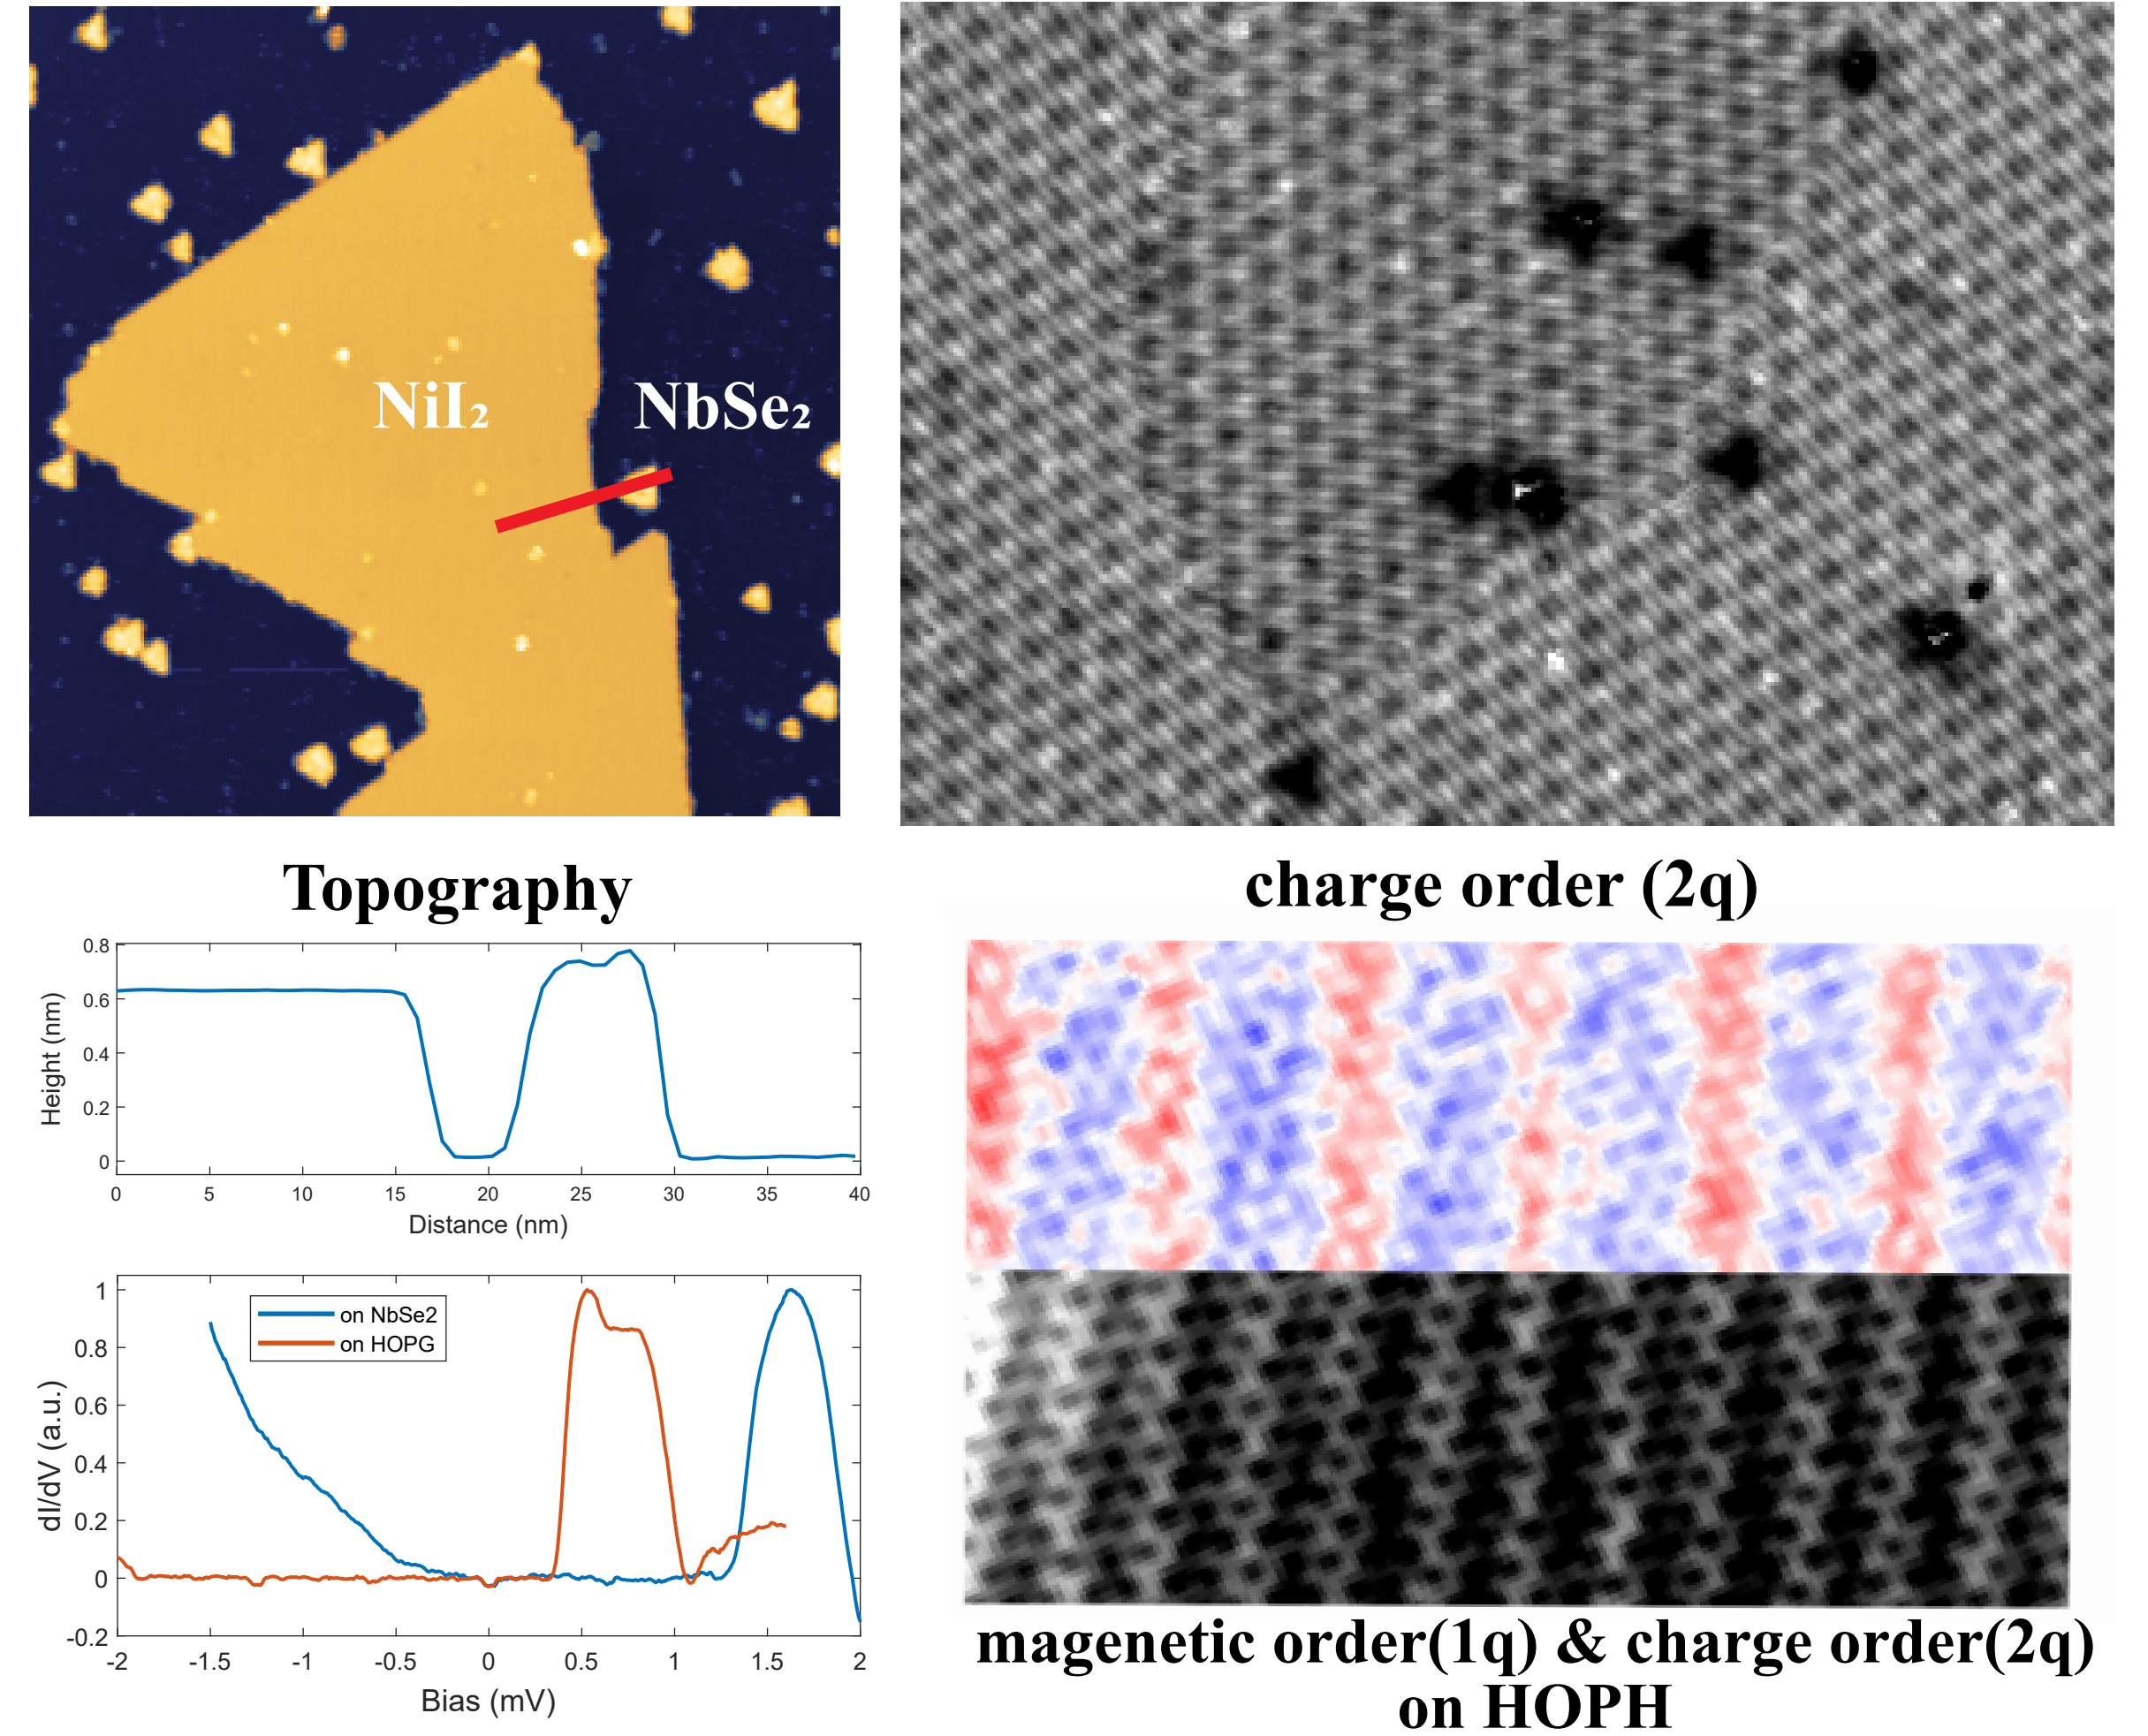 NiI₂
NbSe₂
Topography
charge order (2q)
0.8
0.6
0.4
0.2
0
Height (nm)
0 5 10 15 20 25 30 35 40
Distance (nm)
on NbSe2
on HOPG
1
0.8
0.6
0.4
0.2
0
-0.2
dI/dV (a.u.)
-2 -1.5 -1 -0.5 0 0.5 1 1.5 2
Bias (mV)
magenetic order(1q) & charge order(2q)
on HOPH